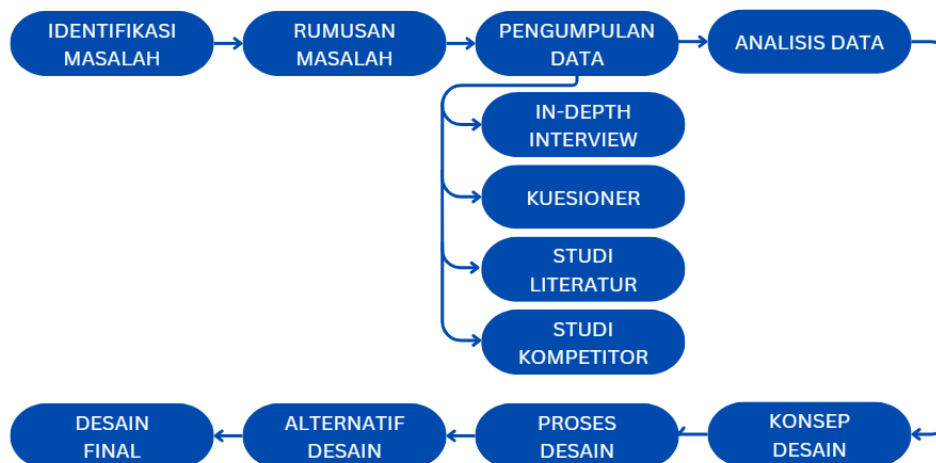 IDENTIFIKASI
MASALAH
RUMUSAN
MASALAH
PENGUMPULAN
DATA
ANALISIS DATA
IN-DEPTH
INTERVIEW
KUESIONER
STUDI
LITERATUR
STUDI
KOMPETITOR
KONSEP
DESAIN
PROSES
DESAIN
ALTERNATIF
DESAIN
DESAIN
FINAL